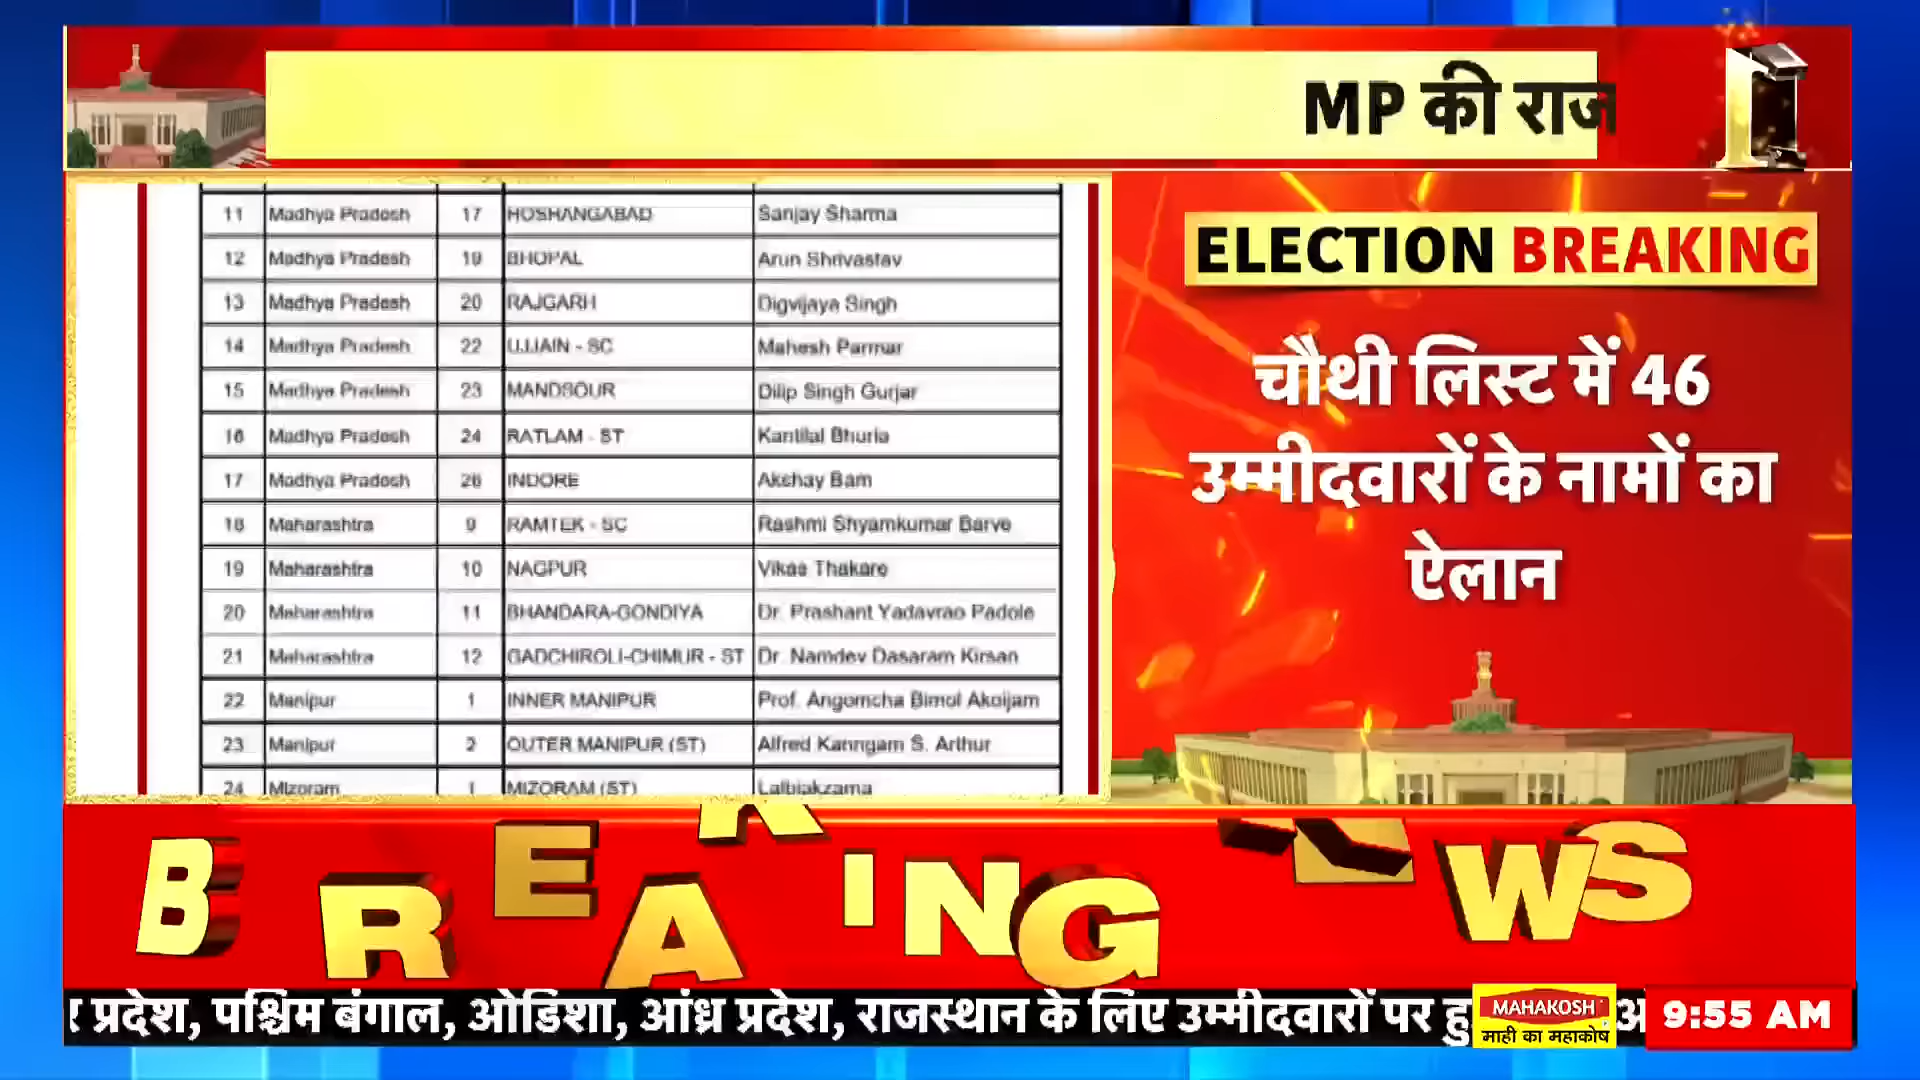 MP की राज
11 Madhya Pradesh 17 HOSHANGABAD Sanjay Sharma
12 Madhya Pradesh 19 BHOPAL Arun Shrivastav
13 Madhya Pradesh 20 RAJGARH Digvijaya Singh
14 Madhya Pradesh 22 UJJAIN - SC Mahesh Parmar
15 Madhya Pradesh 23 MANDSOUR Dilip Singh Gurjar
16 Madhya Pradesh 24 RATLAM - ST Kantilal Bhuria
17 Madhya Pradesh 26 INDORE Akshay Bam
18 Maharashtra 9 RAMTEK - SC Rashmi Shyamkumar Barve
19 Maharashtra 10 NAGPUR Vikas Thakare
20 Maharashtra 11 BHANDARA-GONDIYA Dr. Prashant Yadavrao Padole
21 Maharashtra 12 GADCHIROLI-CHIMUR - ST Dr. Namdev Dasaram Kirsan
22 Manipur 1 INNER MANIPUR Prof. Angomcha Bimol Akoijam
23 Manipur 2 OUTER MANIPUR (ST) Alfred Kanngam S. Arthur
24 Mizoram 1 MIZORAM (ST) Lalbiakzama
ELECTION BREAKING
चौथी लिस्ट में 46
उम्मीदवारों के नामों का
ऐलान
BREAKING NEWS
प्रदेश, पश्चिम बंगाल, ओडिशा, आंध्र प्रदेश, राजस्थान के लिए उम्मीदवारों पर
MAHAKOSH
माही का महाकोष
9:55 AM